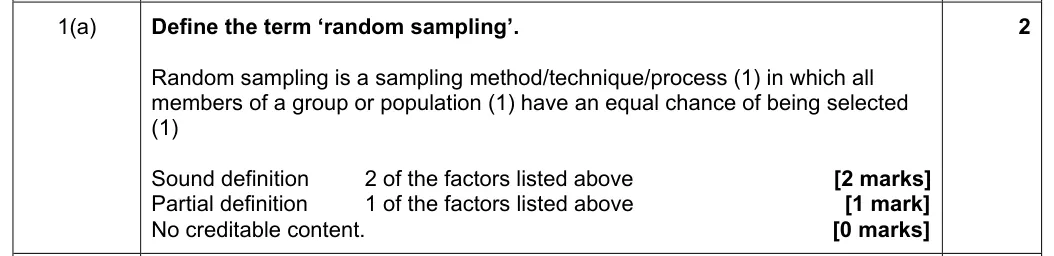 1(a) Define the term ‘random sampling’. 2
Random sampling is a sampling method/technique/process (1) in which all
members of a group or population (1) have an equal chance of being selected
(1)
Sound definition 2 of the factors listed above [2 marks]
Partial definition 1 of the factors listed above [1 mark]
No creditable content. [0 marks]